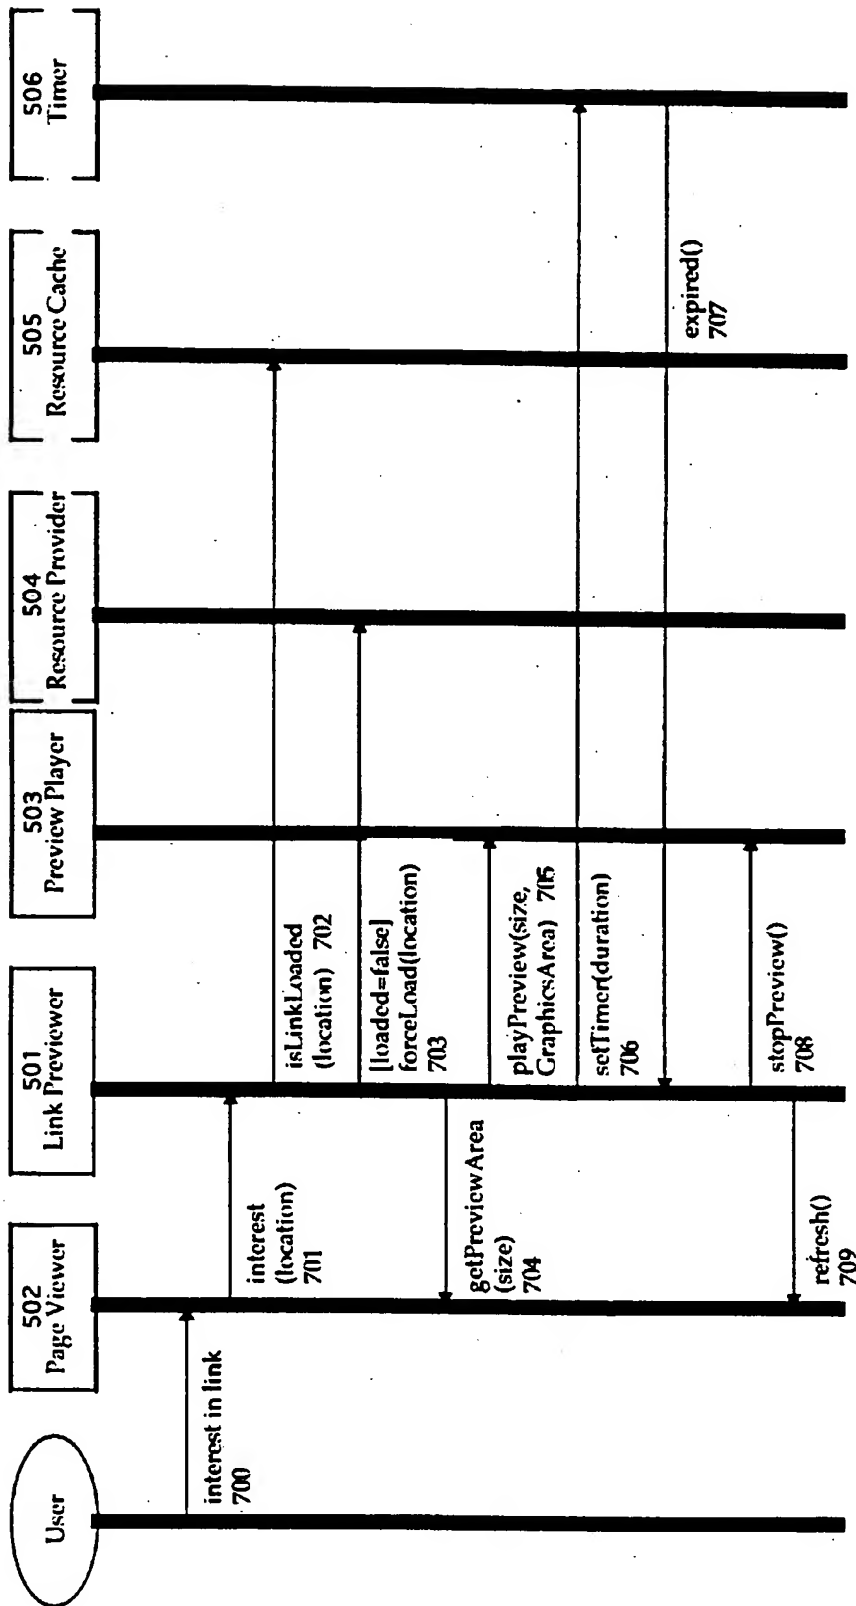 User
502
Page Viewer
501
Link Previewer
503
Preview Player
504
Resource Provider
505
Resource Cache
506
Timer
interest in link
700
interest
(location)
701
isLinkLoaded
(location) 702
[loaded=false]
forceLoad(location)
703
getPreviewArea
(size)
704
playPreview(size,
GraphicsArea) 705
setTimer(duration)
706
expired()
707
stopPreview()
708
refresh()
709